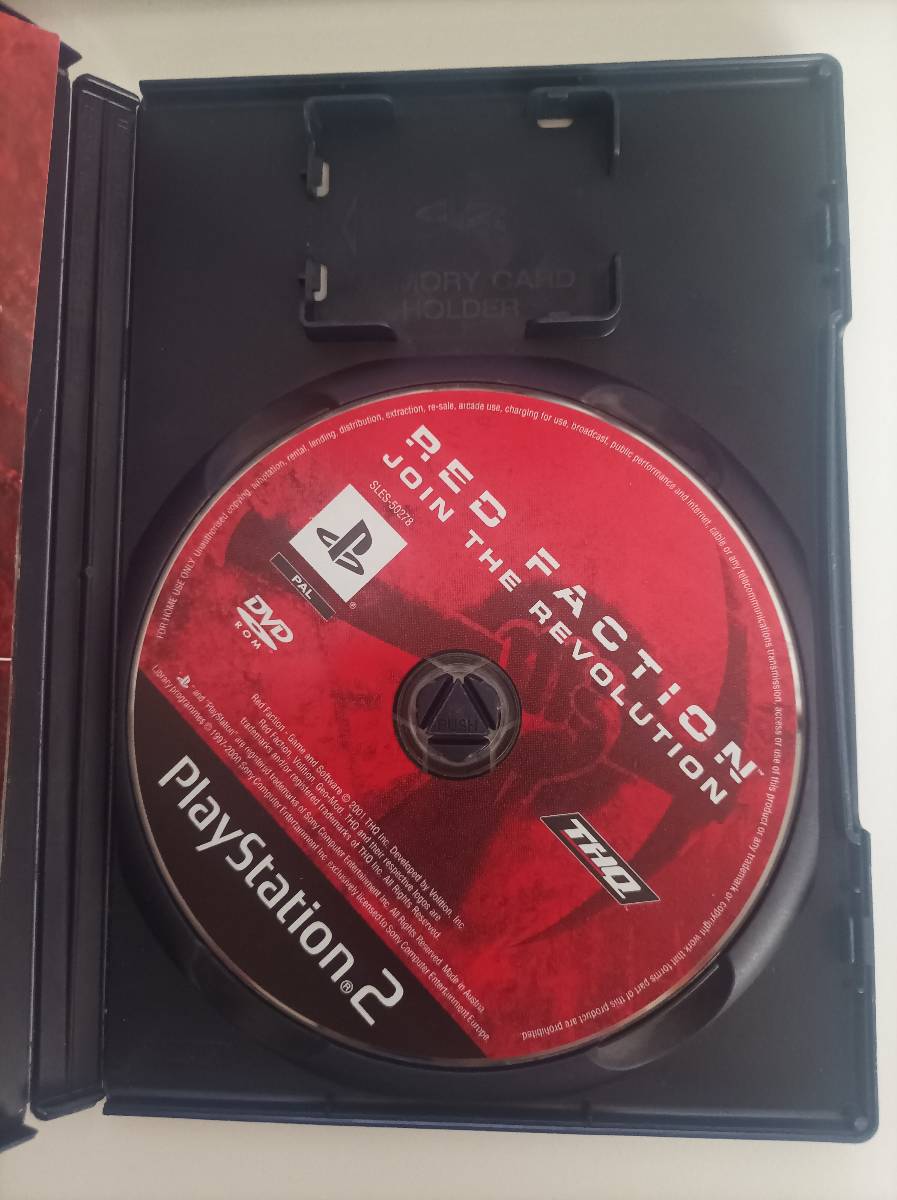 MORY CARD
HOLDER
FOR HOME USE ONLY Unauthorised copying, adaptation, rental, lending, distribution, extraction, re-sale, arcade use, charging for use, broadcast, public performance and internet, cable or any telecommunications transmission, access or use of this product or any trademark or copyright work that forms part of this product are prohibited.
RED FACTION™
JOIN THE REVOLUTION
SLES-50278
PAL
DVD
ROM
PUSH
THQ
Red Faction - Game and Software © 2001 THQ Inc. Developed by Volition, Inc.
Red Faction, Volition, Geo-Mod, THQ and their respective logos are
trademarks and/or registered trademarks of THQ Inc. All Rights Reserved.
and "PlayStation" are registered trademarks of Sony Computer Entertainment Inc. All Rights Reserved. Made in Austria.
Library programmes © 1997-2000 Sony Computer Entertainment Inc. exclusively licensed to Sony Computer Entertainment Europe.
PlayStation®2